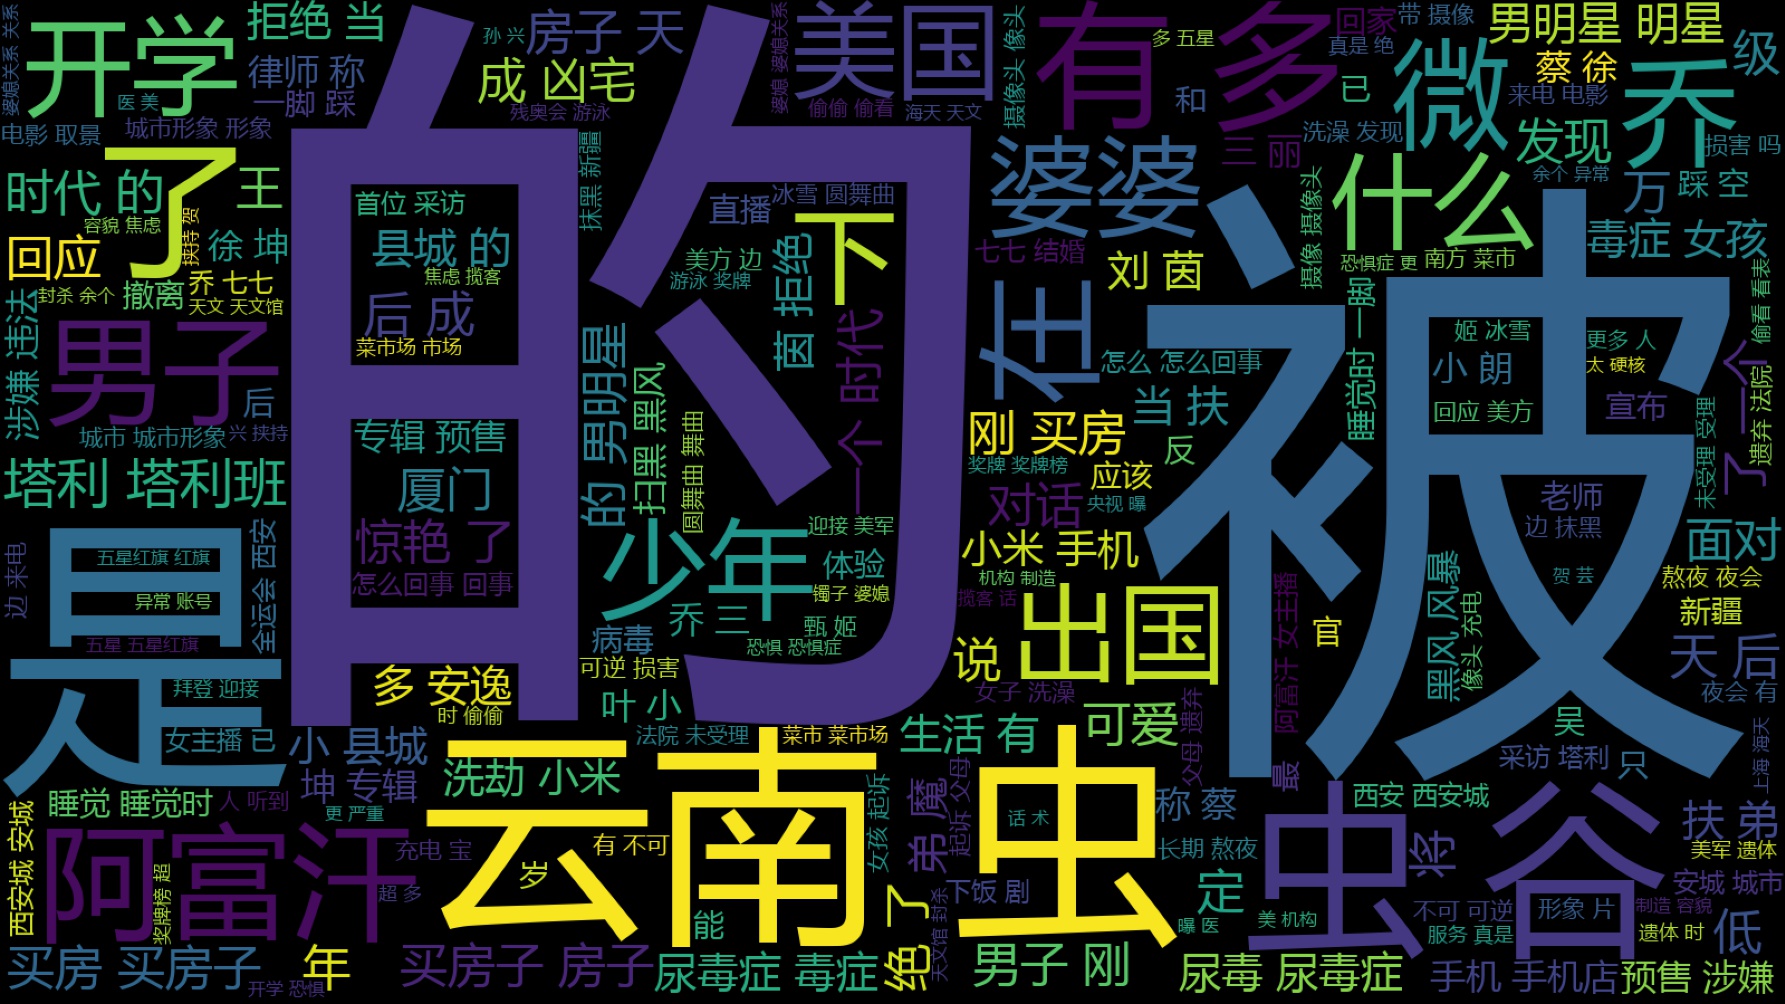 婆媳关系 关系
开学
拒绝 当
律师 称
一脚 踩
医美
电影 取景
城市形象 形象
孙 兴
房子 天
成 凶宅
残奥会 游泳
婆媳 婆媳关系
美国
偷偷 偷看
海天 天文
摄像头 像头
有多
多 五星
回家
真是 绝
带 摄像
男明星 明星
蔡 徐
级
已
和
微
来电 电影
乔
三 丽
洗澡 发现
发现
损害 吗
余个 异常
的
了
时代 的
王
容貌 焦虑
挟持 贺
回应
徐 坤
封杀 余个
撤离
乔 七七
天文 天文馆
首位 采访
县城 的
焦虑 揽客
后 成
菜市场 市场
抹黑 新疆
直播
冰雪 圆舞曲
下
美方 边
游泳 奖牌
茵 拒绝
婆婆
七七 结婚
刘 茵
什么
摄像 摄像头
恐惧症 更
南方 菜市
万
踩 空
毒症 女孩
偷看 看表
涉嫌 违法
男子
后
城市 城市形象
兴 挟持
塔利 塔利班
专辑 预售
厦门
惊艳 了
怎么回事 回事
的 男明星
扫黑 黑风
圆舞曲 舞曲
一个 时代
在
怎么 怎么回事
睡觉时 一脚
当 扶
刚 买房
反
奖牌 奖牌榜
应该
对话
央视 曝
被
姬 冰雪
更多 人
小 朗
太 硬核
回应 美方
宣布
了 一个
遗弃 法院
未受理 受理
老师
边 抹黑
面对
熬夜 夜会
新疆
贺 芸
黑风 风暴
像头 充电
天 后
夜会 有
边 来电
是
五星红旗 红旗
异常 账号
五星 五星红旗
全运会 西安
拜登 迎接
女主播 已
少年
迎接 美军
体验
镯子 婆媳
病毒
乔 三
甄 姬
恐惧 恐惧症
可逆 损害
小米 手机
机构 制造
揽客 话
出国
说
女子 洗澡
阿富汗 女主播
官
多 安逸
时 偷偷
叶 小
法院 未受理
菜市 菜市场
生活 有
可爱
父母 遗弃
吴
采访 塔利
只
上海 海天
小 县城
坤 专辑
洗劫 小米
睡觉 睡觉时
人 听到
更 严重
云南
虫
话 术
称 蔡
最
西安 西安城
扶 弟
美军 遗体
西安城 安城
阿富汗
奖牌榜 超
充电 宝
超 多
岁
有 不可
女孩 起诉
弟 魔
起诉 父母
长期 熬夜
虫谷
将
安城 城市
能
绝 了
天文馆 封杀
下饭 剧
定
曝 医
美 机构
不可 可逆
服务 真是
形象 片
制造 容貌
遗体 时
低
买房 买房子
开学 恐惧
年
买房子 房子
尿毒症 毒症
男子 刚
尿毒 尿毒症
手机 手机店
预售 涉嫌